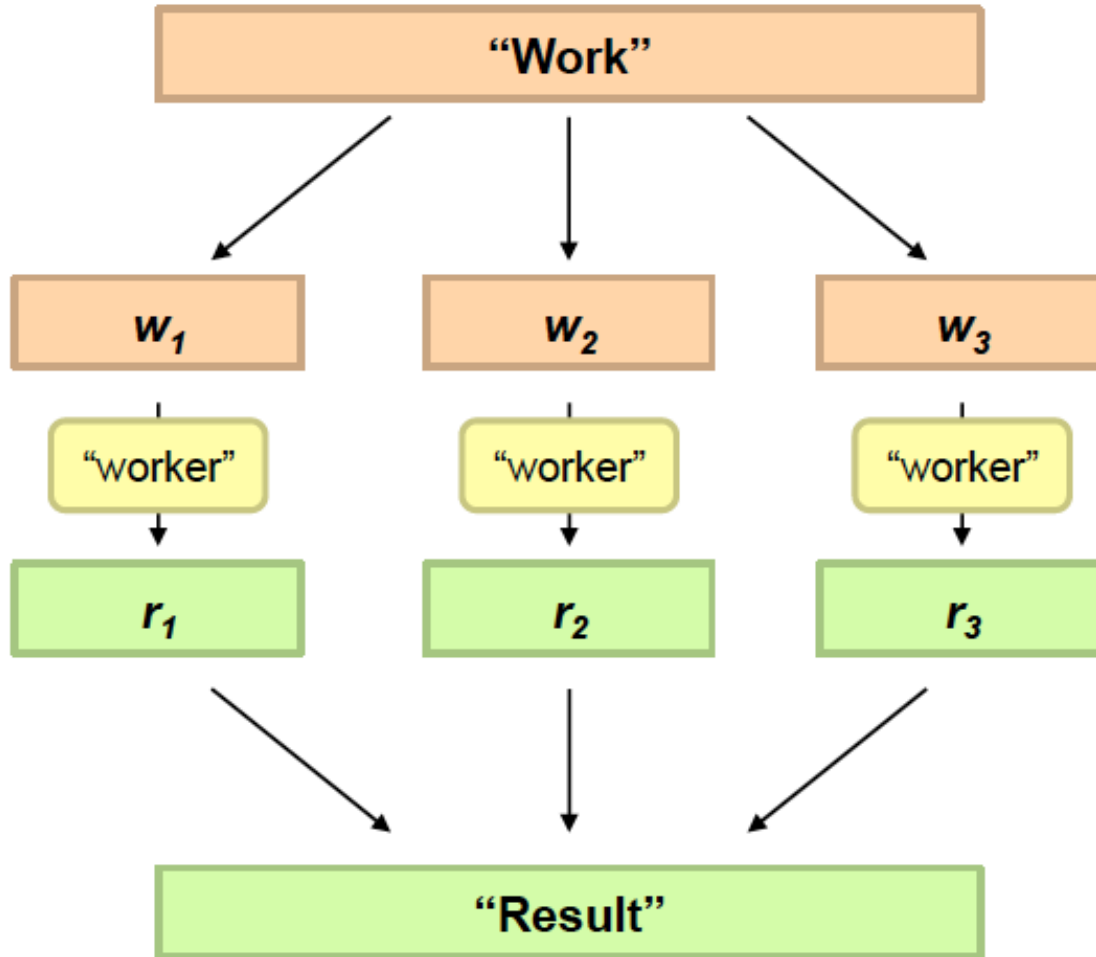 “Work”
w₁ w₂ w₃
“worker” “worker” “worker”
r₁ r₂ r₃
“Result”